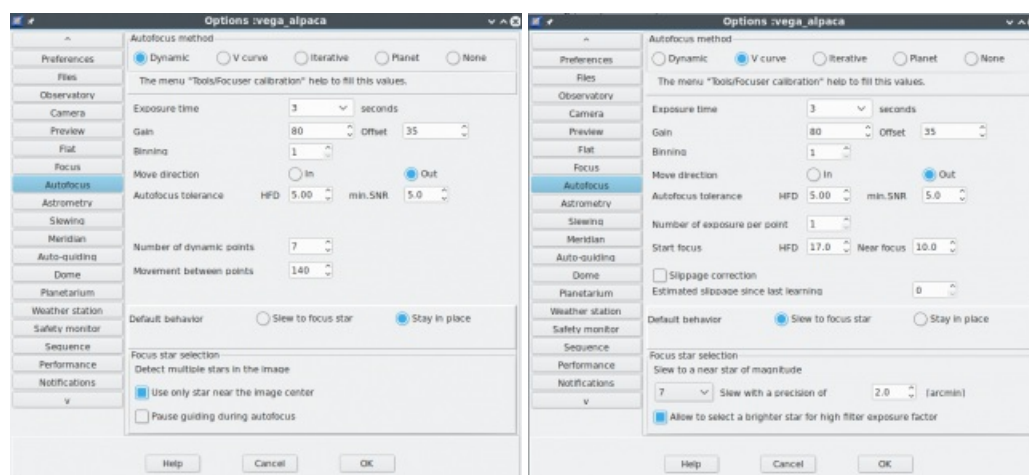 Options :vega_alpaca
Preferences
Files
Observatory
Camera
Preview
Flat
Focus
Autofocus
Astrometry
Slewing
Meridian
Auto-guiding
Dome
Planetarium
Weather station
Safety monitor
Sequence
Performance
Notifications
Autofocus method
Dynamic V curve Iterative Planet None
The menu "Tools/Focuser calibration" help to fill this values.
Exposure time 3 seconds
Gain 80 Offset 35
Binning 1
Move direction In Out
Autofocus tolerance HFD 5.00 min.SNR 5.0
Number of dynamic points 7
Movement between points 140
Default behavior Slew to focus star Stay in place
Focus star selection
Detect multiple stars in the image
Use only star near the image center
Pause guiding during autofocus
Help Cancel OK
Options :vega_alpaca
Preferences
Files
Observatory
Camera
Preview
Flat
Focus
Autofocus
Astrometry
Slewing
Meridian
Auto-guiding
Dome
Planetarium
Weather station
Safety monitor
Sequence
Performance
Notifications
Autofocus method
Dynamic V curve Iterative Planet None
The menu "Tools/Focuser calibration" help to fill this values.
Exposure time 3 seconds
Gain 80 Offset 35
Binning 1
Move direction In Out
Autofocus tolerance HFD 5.00 min.SNR 5.0
Number of exposure per point 1
Start focus HFD 17.0 Near focus 10.0
Slippage correction
Estimated slippage since last learning 0
Default behavior Slew to focus star Stay in place
Focus star selection
Slew to a near star of magnitude
7 Slew with a precision of 2.0 [arcmin]
Allow to select a brighter star for high filter exposure factor
Help Cancel OK